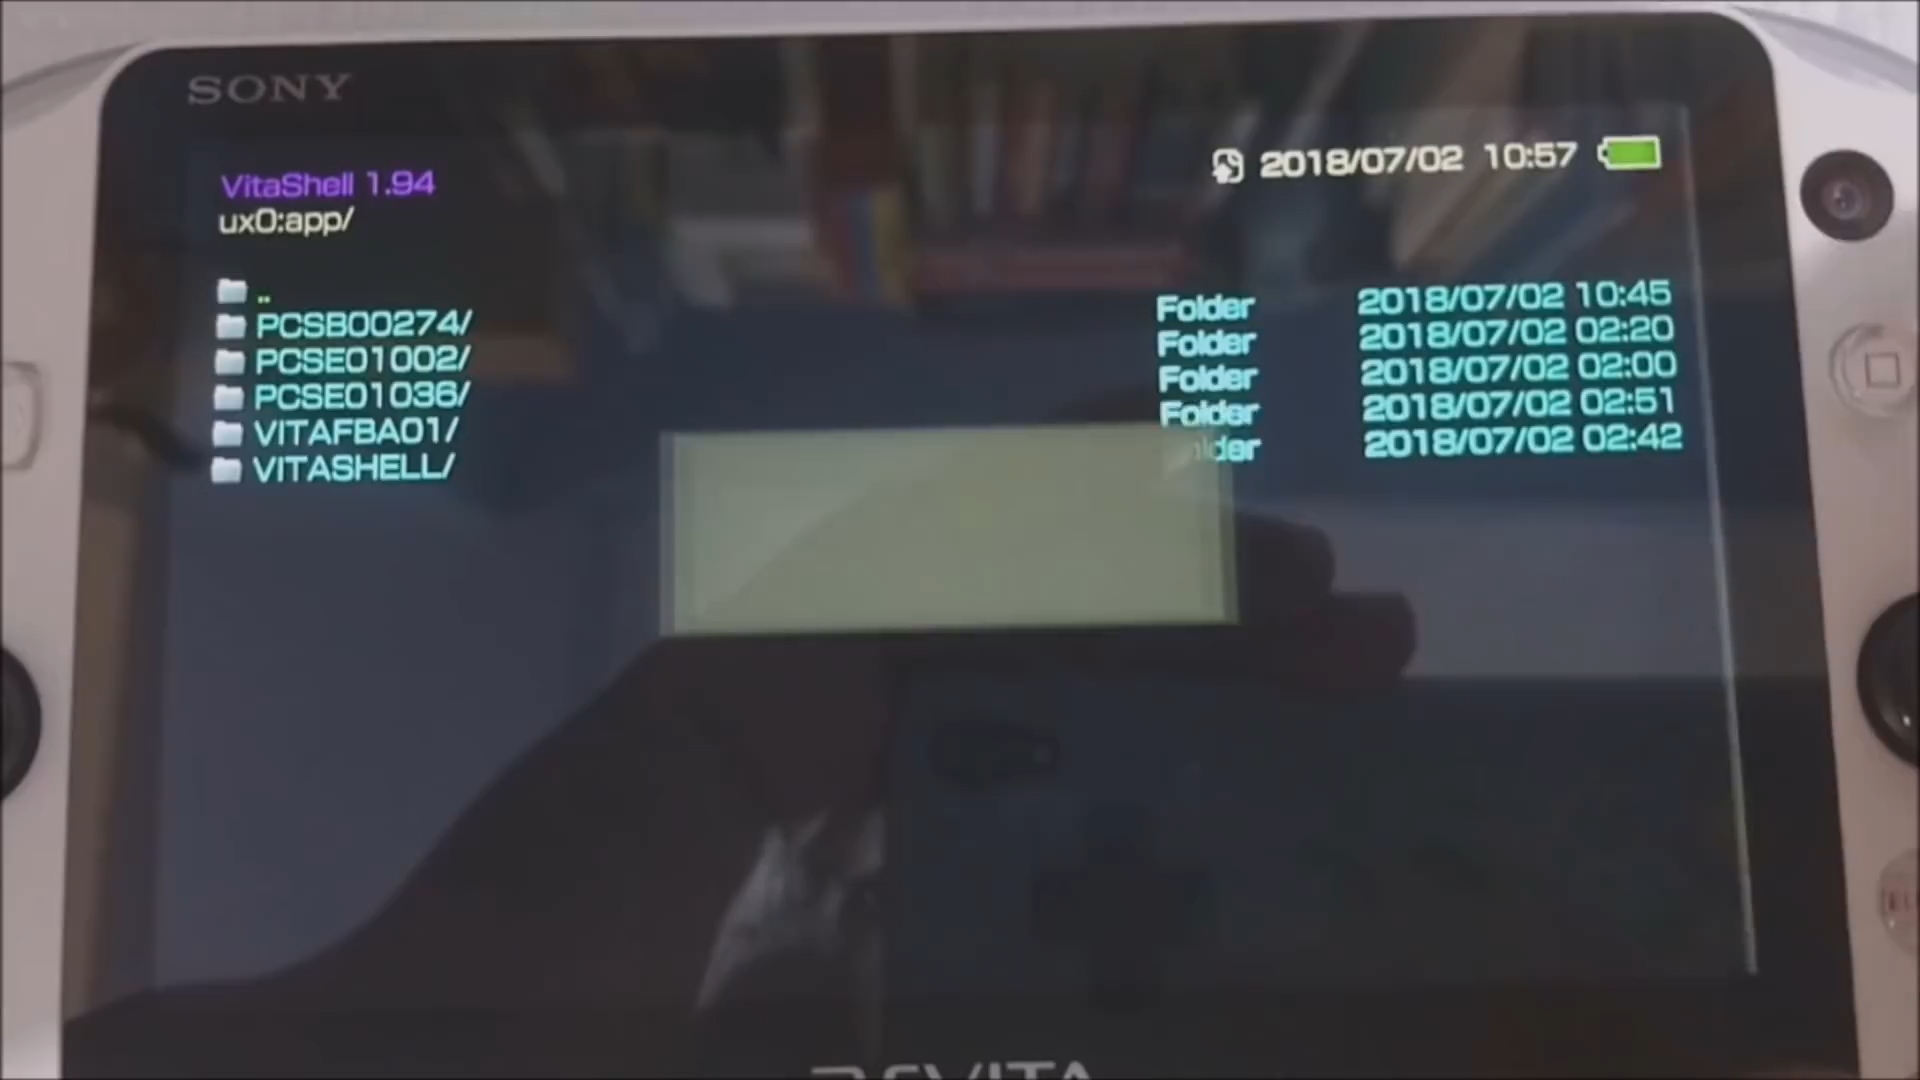 SONY
VitaShell 1.94
2018/07/02 10:57
ux0:app/
..
PCSB00274/ Folder 2018/07/02 10:45
PCSE01002/ Folder 2018/07/02 02:20
PCSE01036/ Folder 2018/07/02 02:00
VITAFBA01/ Folder 2018/07/02 02:51
VITASHELL/ Folder 2018/07/02 02:42
PSVITA